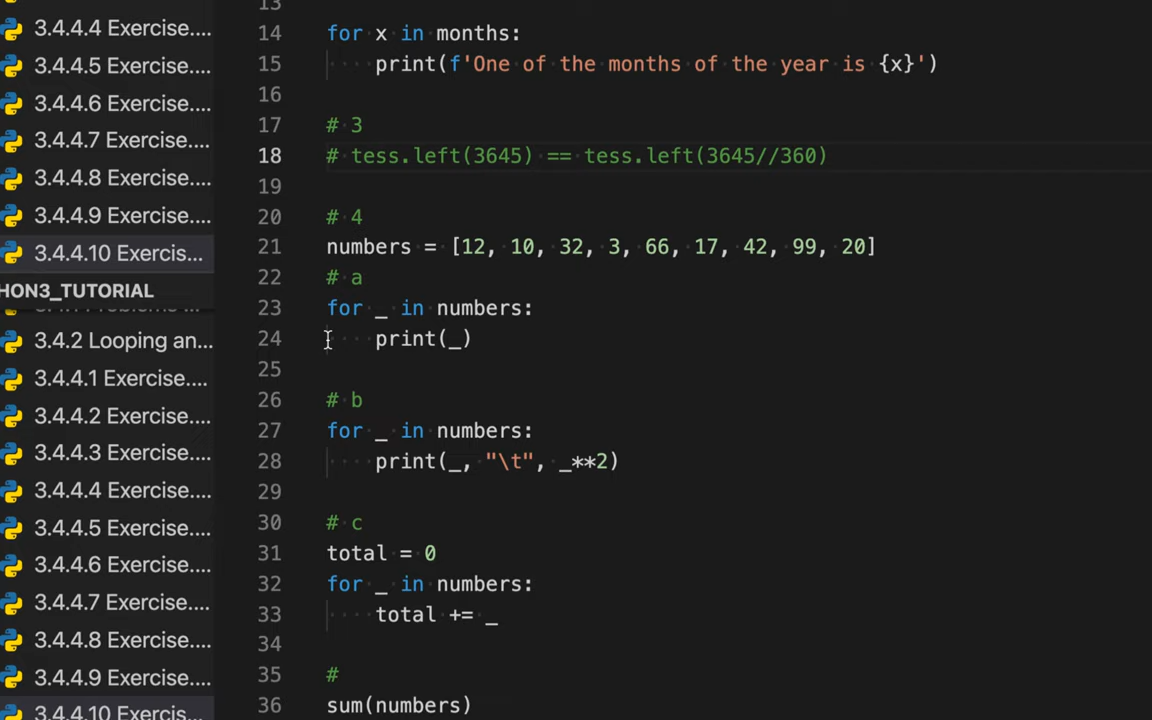 3.4.4.4 Exercise....
3.4.4.5 Exercise....
3.4.4.6 Exercise....
3.4.4.7 Exercise....
3.4.4.8 Exercise....
3.4.4.9 Exercise....
3.4.4.10 Exercis...
HON3_TUTORIAL
3.4.2 Looping an...
3.4.4.1 Exercise....
3.4.4.2 Exercise....
3.4.4.3 Exercise....
3.4.4.4 Exercise....
3.4.4.5 Exercise....
3.4.4.6 Exercise....
3.4.4.7 Exercise....
3.4.4.8 Exercise....
3.4.4.9 Exercise....
3.4.4.10 Exercis...
13
14 for x in months:
15     print(f'One of the months of the year is {x}')
16
17 # 3
18 # tess.left(3645) == tess.left(3645//360)
19
20 # 4
21 numbers = [12, 10, 32, 3, 66, 17, 42, 99, 20]
22 # a
23 for _ in numbers:
24     print(_)
25
26 # b
27 for _ in numbers:
28     print(_, "\t", _**2)
29
30 # c
31 total = 0
32 for _ in numbers:
33     total += _
34
35 #
36 sum(numbers)